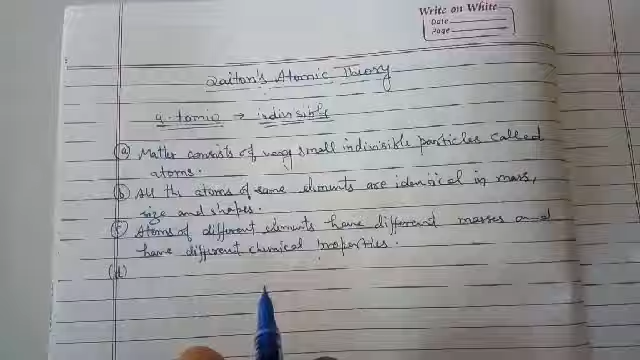 Write on White
Date
Page
Dalton's Atomic Theory
a-tomio → indivisible
(a) Matter consists of very small indivisible particles called
atoms.
(b) All the atoms of same elements are identical in mass,
size and shapes.
(c) Atoms of different elements have different masses and
have different chemical properties.
(d)